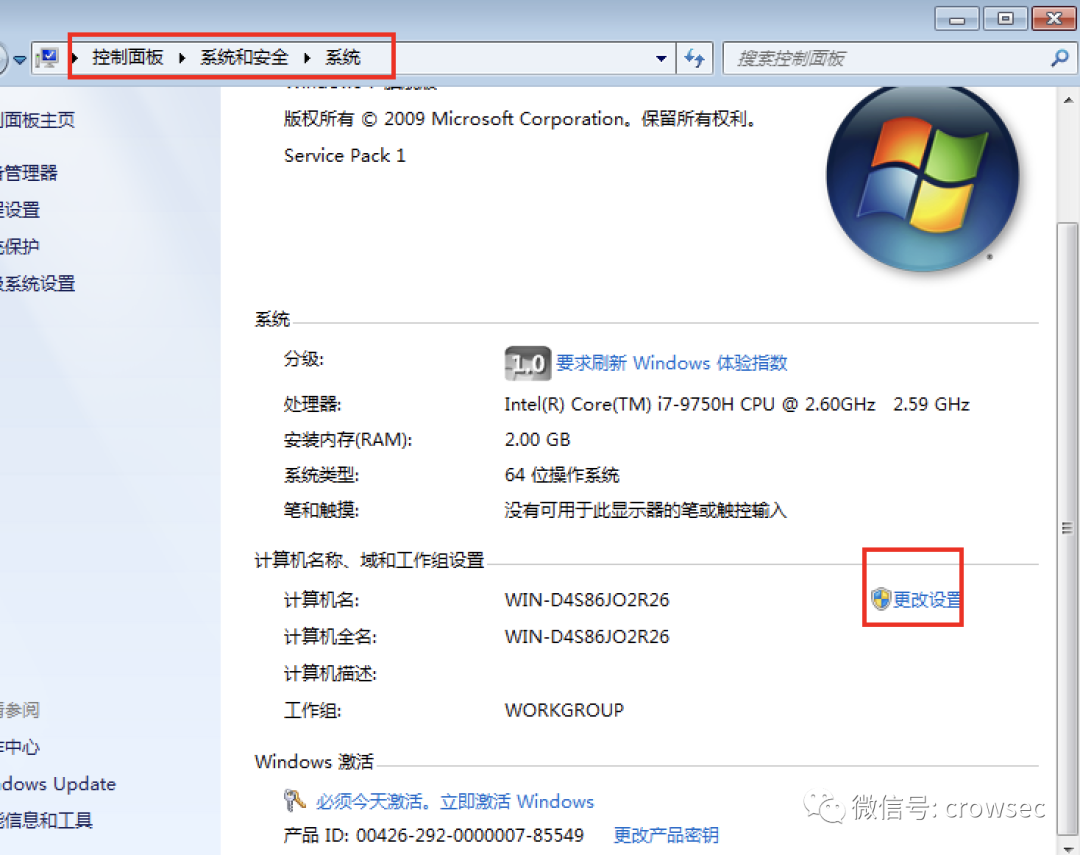 控制面板 ▸ 系统和安全 ▸ 系统
搜索控制面板
面板主页
管理器
设置
保护
系统设置
参阅
中心
dows Update
信息和工具
版权所有 © 2009 Microsoft Corporation。保留所有权利。
Service Pack 1
系统
分级:
1.0 要求刷新 Windows 体验指数
处理器: Intel(R) Core(TM) i7-9750H CPU @ 2.60GHz 2.59 GHz
安装内存(RAM): 2.00 GB
系统类型: 64 位操作系统
笔和触摸: 没有可用于此显示器的笔或触控输入
计算机名称、域和工作组设置
计算机名: WIN-D4S86JO2R26 更改设置
计算机全名: WIN-D4S86JO2R26
计算机描述:
工作组: WORKGROUP
Windows 激活
必须今天激活。立即激活 Windows
产品 ID: 00426-292-0000007-85549 更改产品密钥
微信号: crowsec